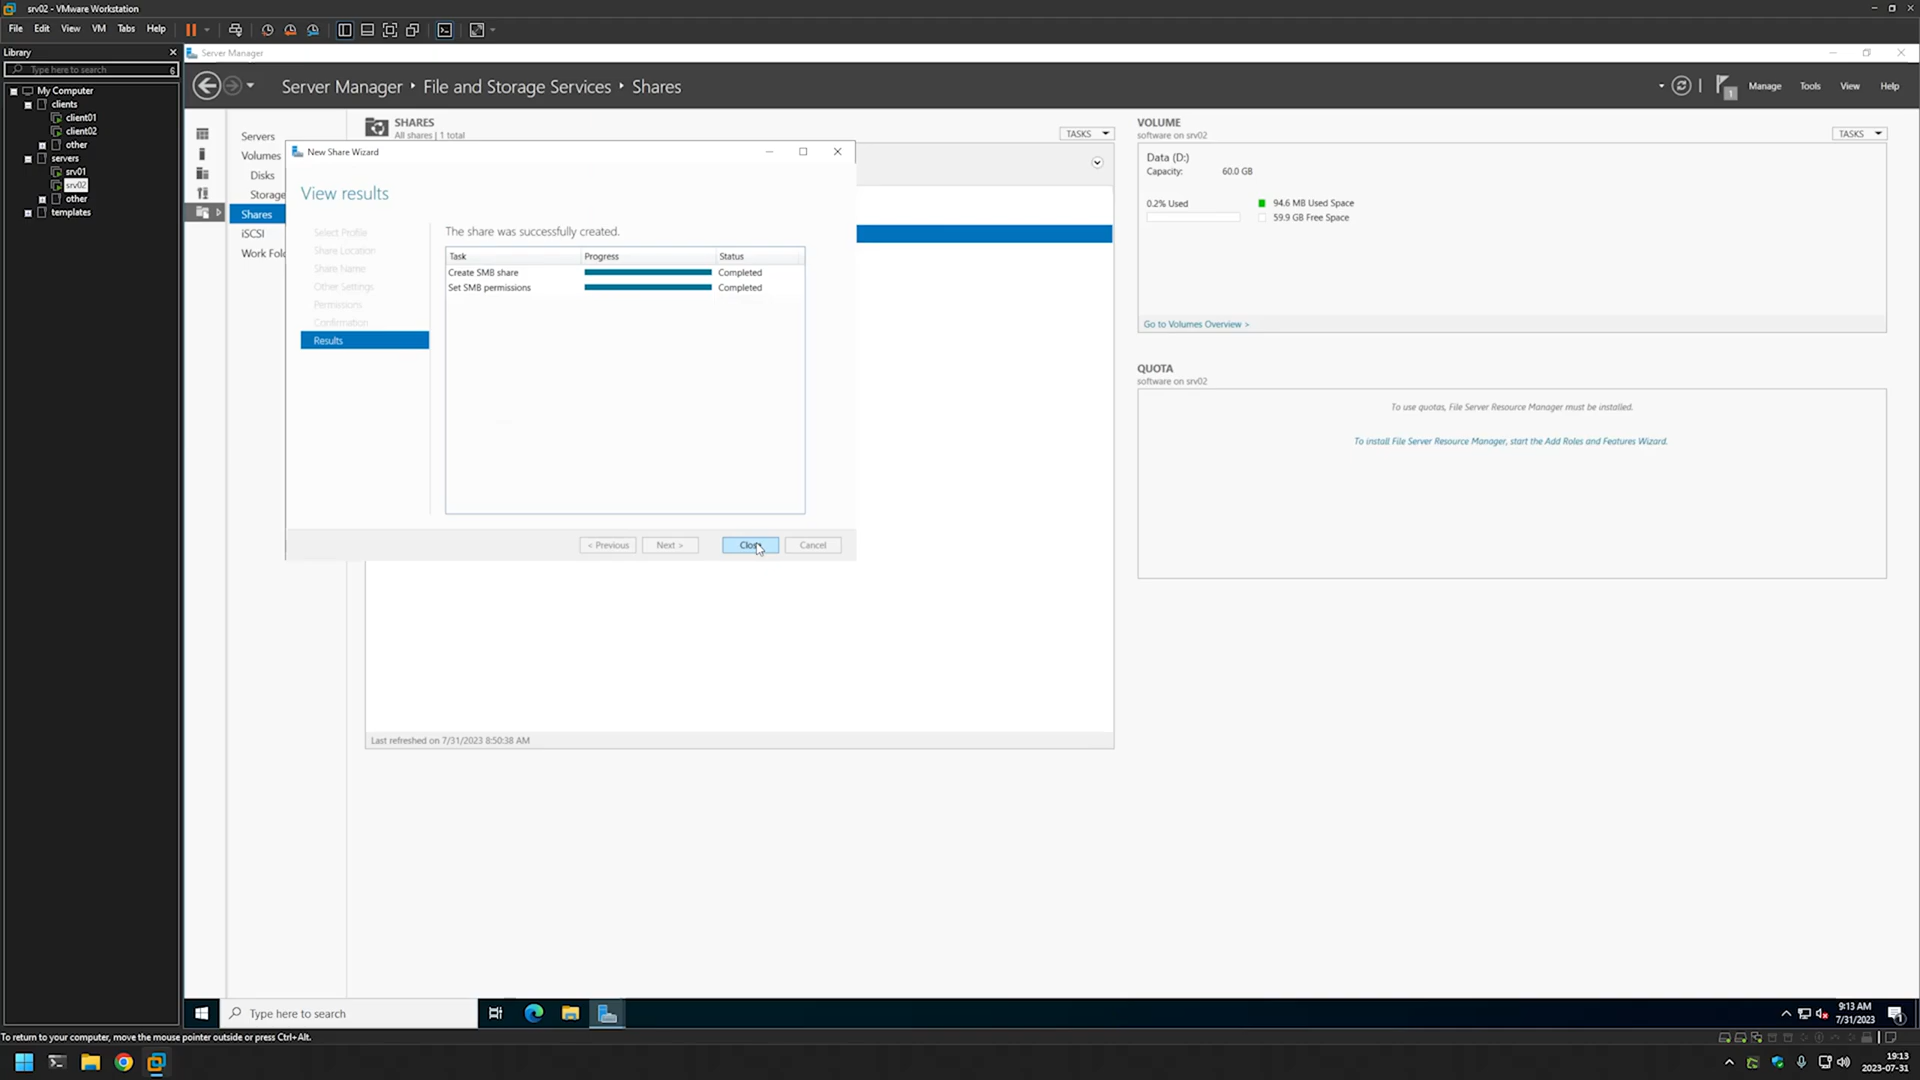 srv02 - VMware Workstation
File Edit View VM Tabs Help
Library
Type here to search
My Computer
clients
client01
client02
other
servers
srv01
srv02
other
templates
Server Manager
Server Manager File and Storage Services Shares
1
Manage Tools View Help
Servers
Volumes
Disks
Storage
Shares
iSCSI
Work Fol
SHARES
All shares | 1 total
TASKS
New Share Wizard
View results
Select Profile
Share Location
Share Name
Other Settings
Permissions
Confirmation
Results
The share was successfully created.
Task Progress Status
Create SMB share Completed
Set SMB permissions Completed
< Previous Next > Close Cancel
Last refreshed on 7/31/2023 8:50:38 AM
VOLUME
software on srv02
TASKS
Data (D:)
Capacity: 60.0 GB
0.2% Used
94.6 MB Used Space
59.9 GB Free Space
Go to Volumes Overview >
QUOTA
software on srv02
To use quotas, File Server Resource Manager must be installed.
To install File Server Resource Manager, start the Add Roles and Features Wizard.
Type here to search
9:13 AM
7/31/2023
1
To return to your computer, move the mouse pointer outside or press Ctrl+Alt.
19:13
2023-07-31